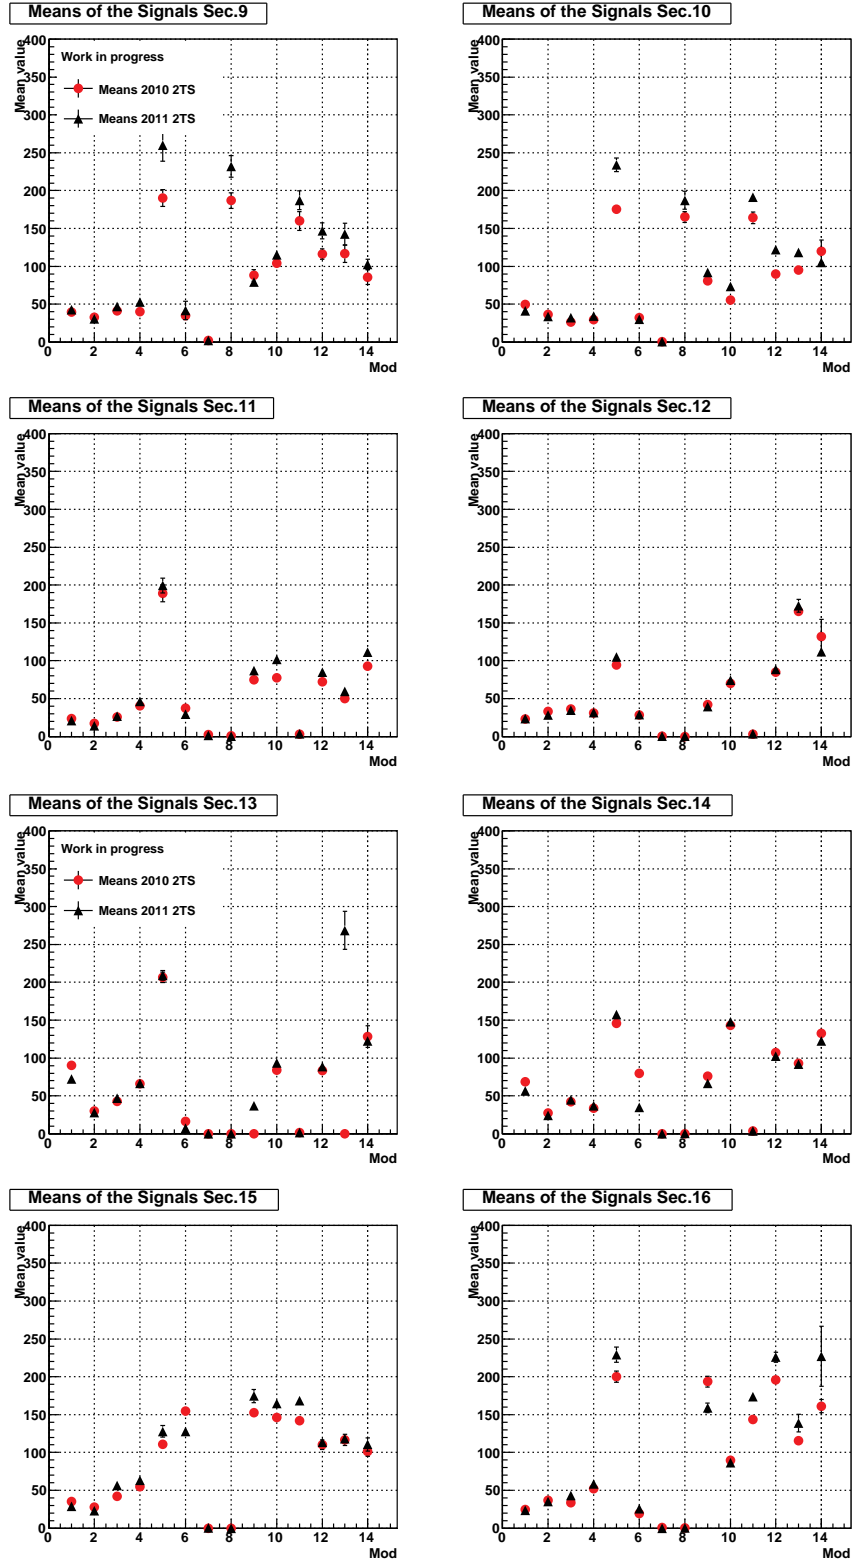 Means of the Signals Sec.9
Mean value
400
350
300
250
200
150
100
50
0
Work in progress
Means 2010 2TS
Means 2011 2TS
0 2 4 6 8 10 12 14
Mod
Means of the Signals Sec.10
Mean value
400
350
300
250
200
150
100
50
0
0 2 4 6 8 10 12 14
Mod
Means of the Signals Sec.11
Mean value
400
350
300
250
200
150
100
50
0
0 2 4 6 8 10 12 14
Mod
Means of the Signals Sec.12
Mean value
400
350
300
250
200
150
100
50
0
0 2 4 6 8 10 12 14
Mod
Means of the Signals Sec.13
Mean value
400
350
300
250
200
150
100
50
0
Work in progress
Means 2010 2TS
Means 2011 2TS
0 2 4 6 8 10 12 14
Mod
Means of the Signals Sec.14
Mean value
400
350
300
250
200
150
100
50
0
0 2 4 6 8 10 12 14
Mod
Means of the Signals Sec.15
Mean value
400
350
300
250
200
150
100
50
0
0 2 4 6 8 10 12 14
Mod
Means of the Signals Sec.16
Mean value
400
350
300
250
200
150
100
50
0
0 2 4 6 8 10 12 14
Mod